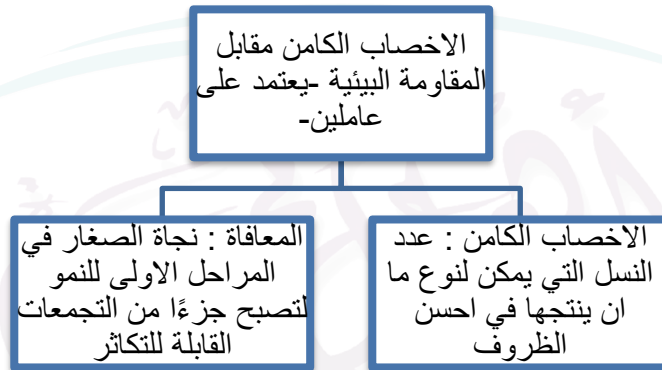 الاخصاب الكامن مقابل
المقاومة البيئية -يعتمد على
عاملين-
الاخصاب الكامن : عدد
النسل التي يمكن لنوع ما
ان ينتجها في احسن
الظروف
المعافاة : نجاة الصغار في
المراحل الاولى للنمو
لتصبح جزءًا من التجمعات
القابلة للتكاثر